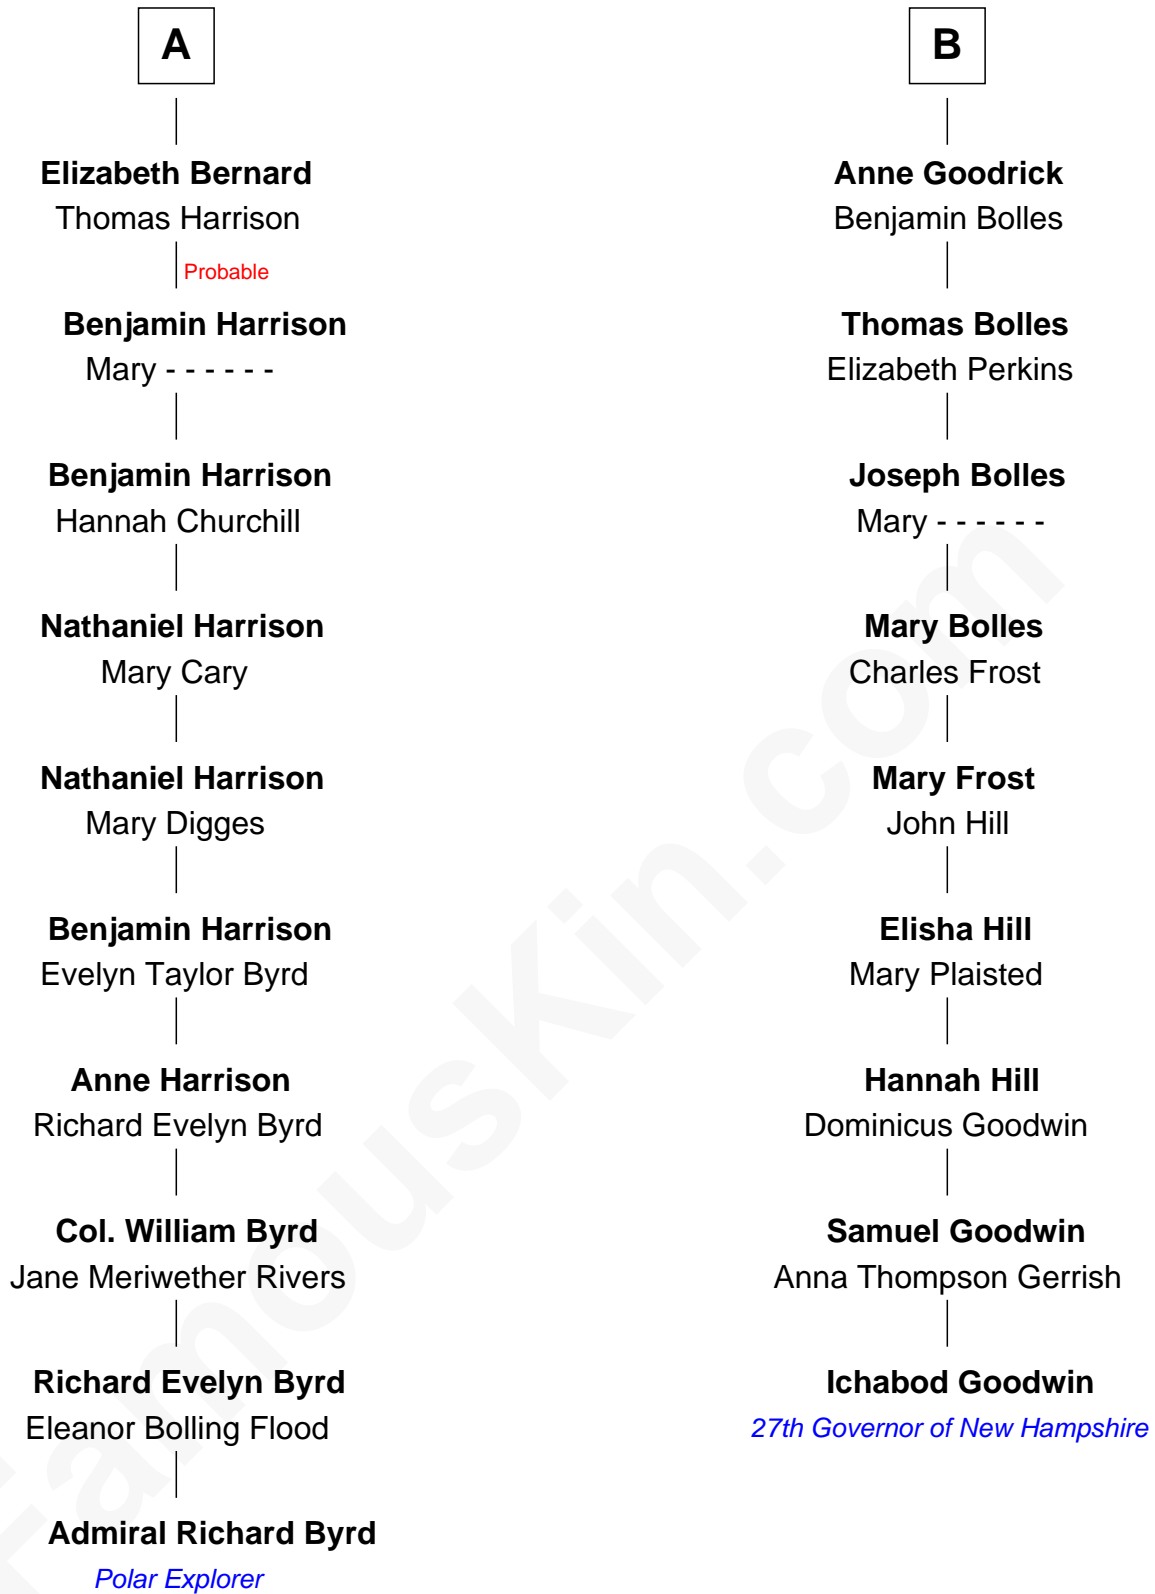 A
Elizabeth Bernard
Thomas Harrison
Probable
Benjamin Harrison
Mary - - - - - -
Benjamin Harrison
Hannah Churchill
Nathaniel Harrison
Mary Cary
Nathaniel Harrison
Mary Digges
Benjamin Harrison
Evelyn Taylor Byrd
Anne Harrison
Richard Evelyn Byrd
Col. William Byrd
Jane Meriwether Rivers
Richard Evelyn Byrd
Eleanor Bolling Flood
Admiral Richard Byrd
Polar Explorer
B
Anne Goodrick
Benjamin Bolles
Thomas Bolles
Elizabeth Perkins
Joseph Bolles
Mary - - - - - -
Mary Bolles
Charles Frost
Mary Frost
John Hill
Elisha Hill
Mary Plaisted
Hannah Hill
Dominicus Goodwin
Samuel Goodwin
Anna Thompson Gerrish
Ichabod Goodwin
27th Governor of New Hampshire
FamousKin.com